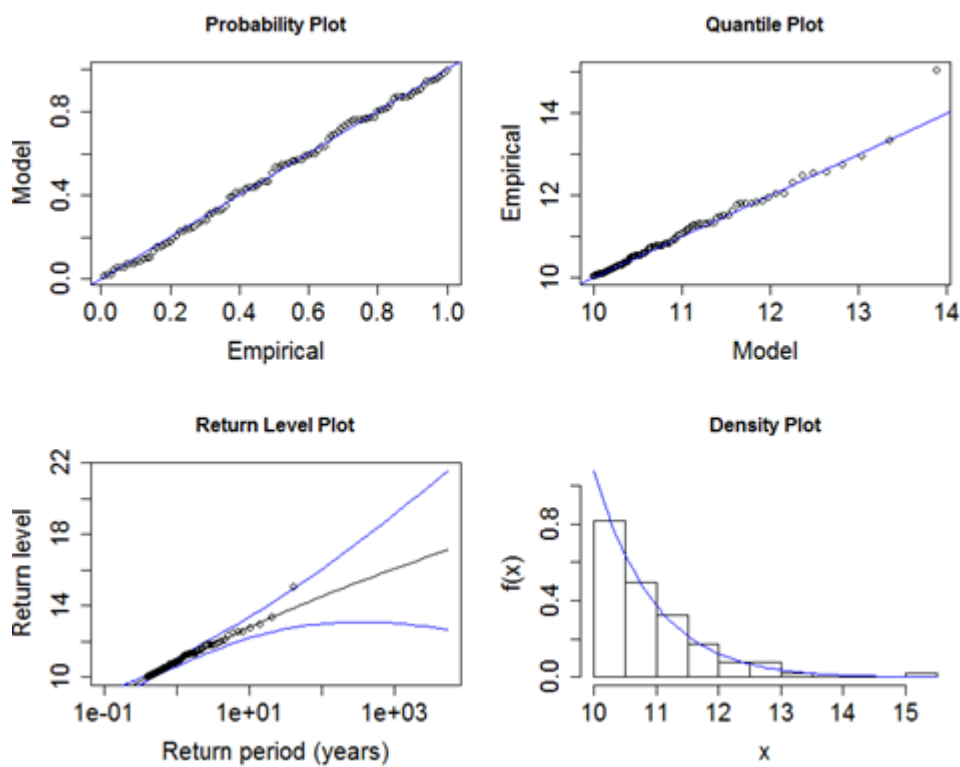 Probability Plot
Model
0.0 0.4 0.8
0.0 0.2 0.4 0.6 0.8 1.0
Empirical
Quantile Plot
Empirical
10 12 14
10 11 12 13 14
Model
Return Level Plot
Return level
10 14 18 22
1e-01 1e+01 1e+03
Return period (years)
Density Plot
f(x)
0.0 0.4 0.8
10 11 12 13 14 15
x